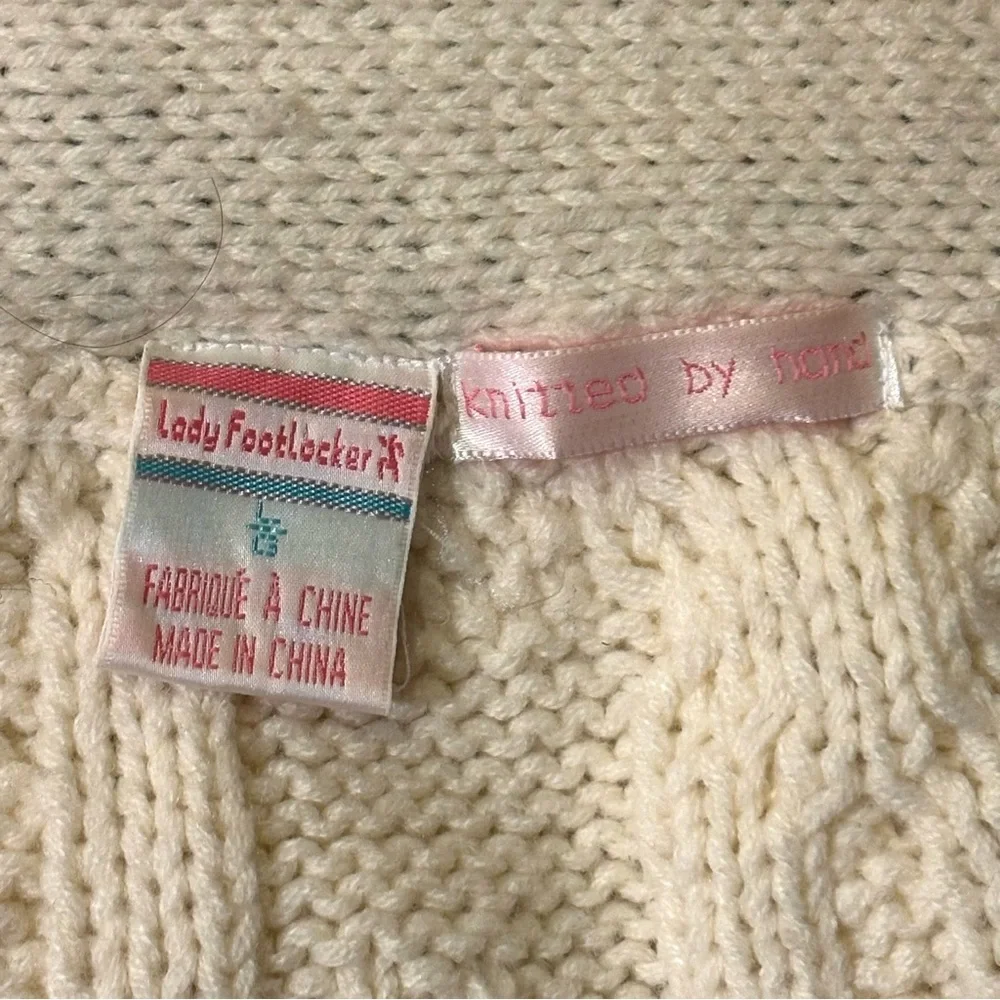 Lady Footlocker
L
FABRIQUÉ À CHINE
MADE IN CHINA
knitted by hand